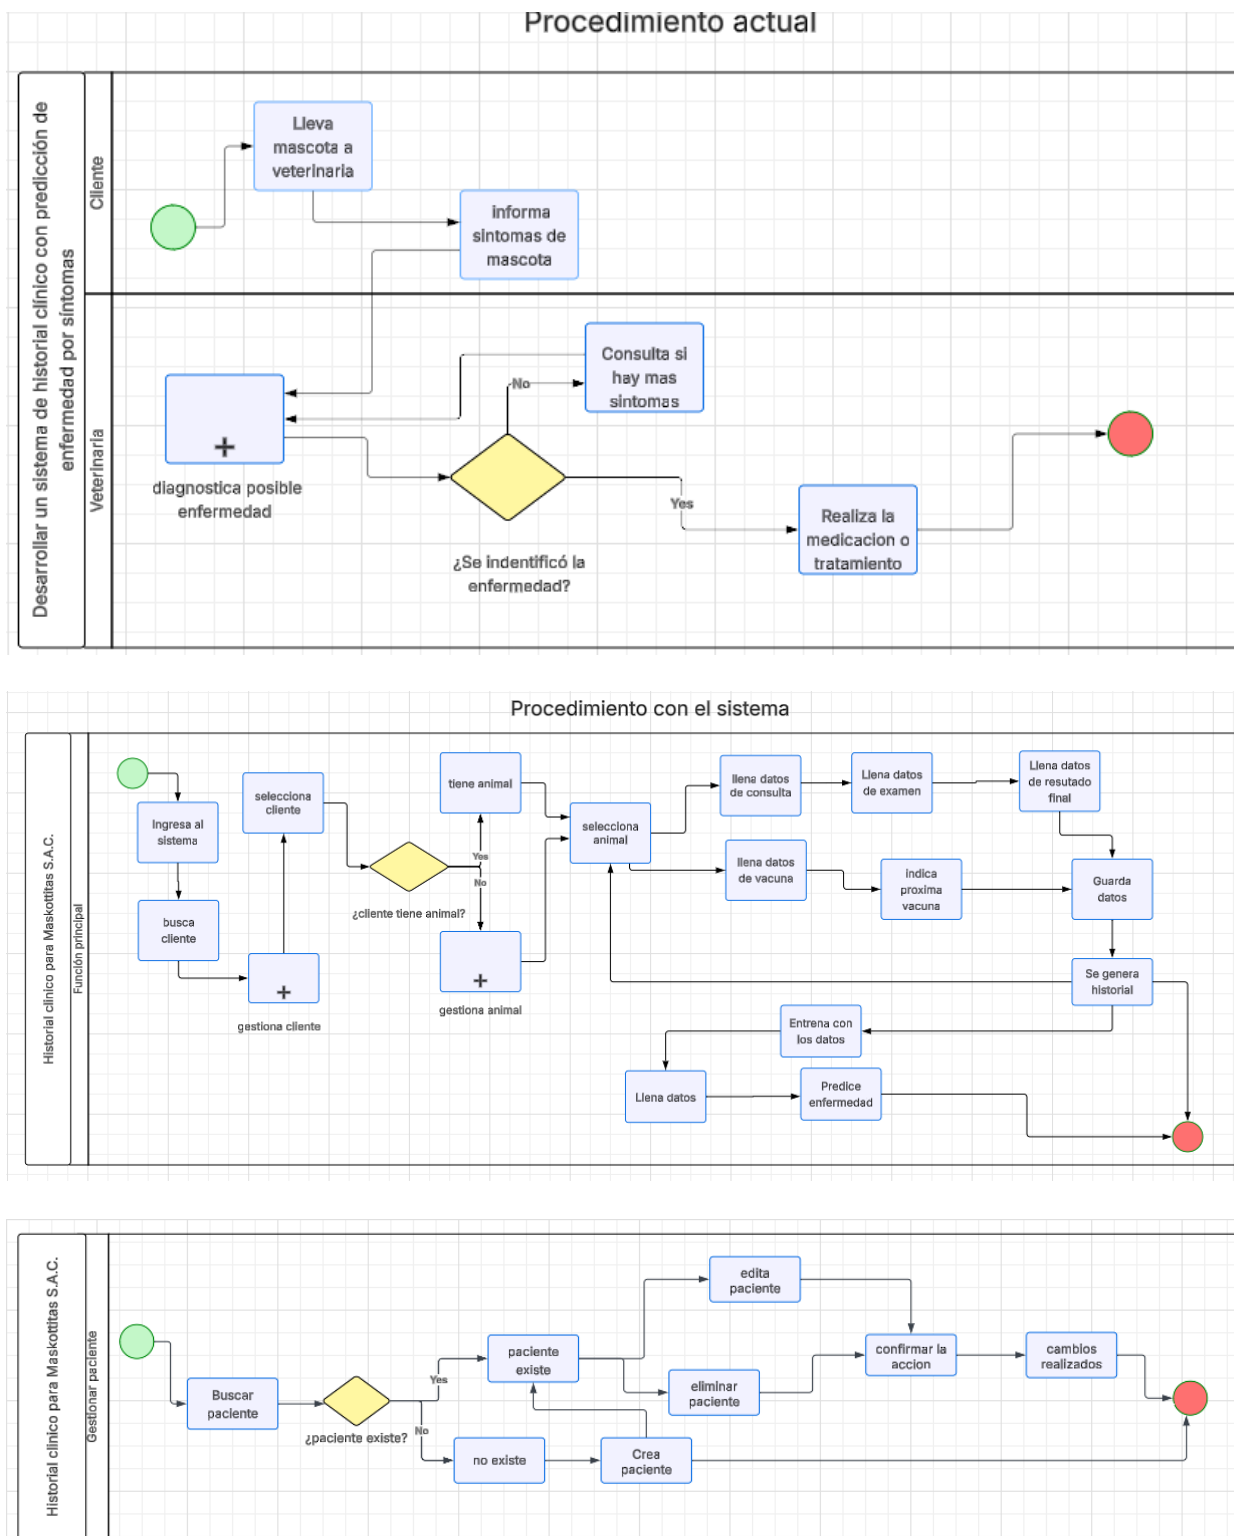 Procedimiento actual
Desarrollar un sistema de historial clínico con predicción de
enfermedad por síntomas
Cliente
Lleva
mascota a
veterinaria
informa
sintomas de
mascota
Veterinaria
Consulta si
hay mas
sintomas
No
diagnostica posible
enfermedad
Yes
¿Se indentificó la
enfermedad?
Realiza la
medicacion o
tratamiento
Procedimiento con el sistema
Historial clinico para Maskottitas S.A.C.
Función principal
Ingresa al
sistema
busca
cliente
gestiona cliente
selecciona
cliente
¿cliente tiene animal?
Yes
No
tiene animal
gestiona animal
selecciona
animal
llena datos
de consulta
Llena datos
de examen
Llena datos
de resutado
final
llena datos
de vacuna
indica
proxima
vacuna
Guarda
datos
Se genera
historial
Entrena con
los datos
Llena datos
Predice
enfermedad
Historial clinico para Maskottitas S.A.C.
Gestionar paciente
Buscar
paciente
¿paciente existe?
Yes
No
paciente
existe
no existe
Crea
paciente
edita
paciente
eliminar
paciente
confirmar la
accion
cambios
realizados